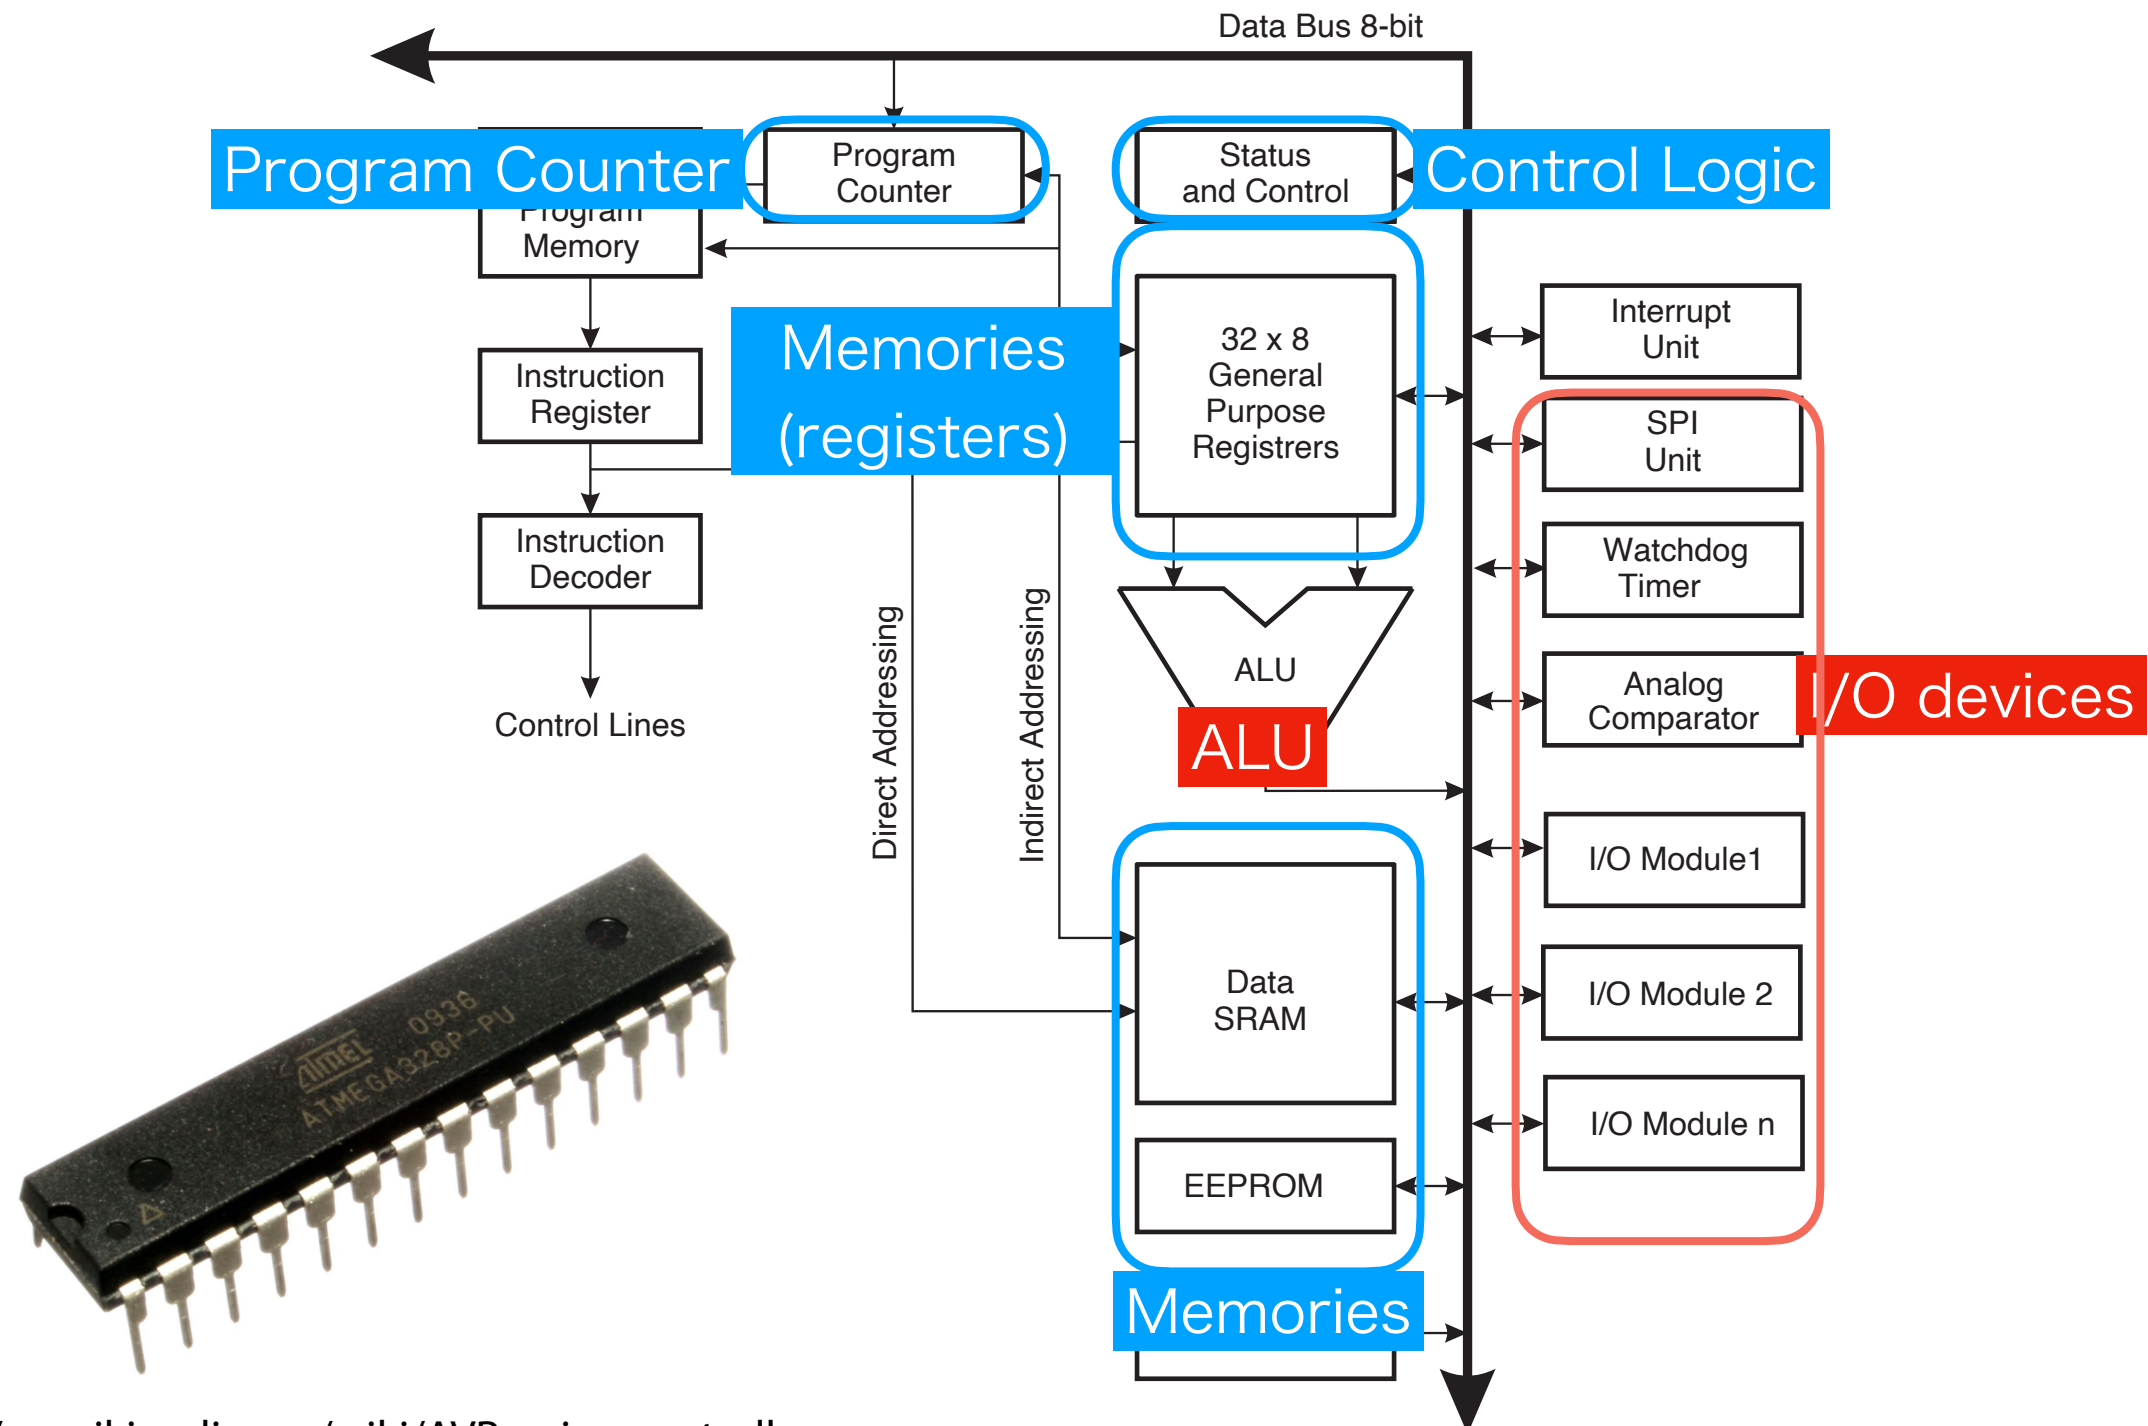 Data Bus 8-bit
Program Counter
Program
Counter
Status
and Control
Control Logic
Program
Memory
Memories
(registers)
32 x 8
General
Purpose
Registrers
Interrupt
Unit
Instruction
Register
SPI
Unit
Instruction
Decoder
Watchdog
Timer
Direct Addressing
Indirect Addressing
ALU
ALU
Analog
Comparator
I/O devices
Control Lines
I/O Module1
Data
SRAM
I/O Module 2
I/O Module n
EEPROM
Memories
ATMEL 0936
ATMEGA328P-PU